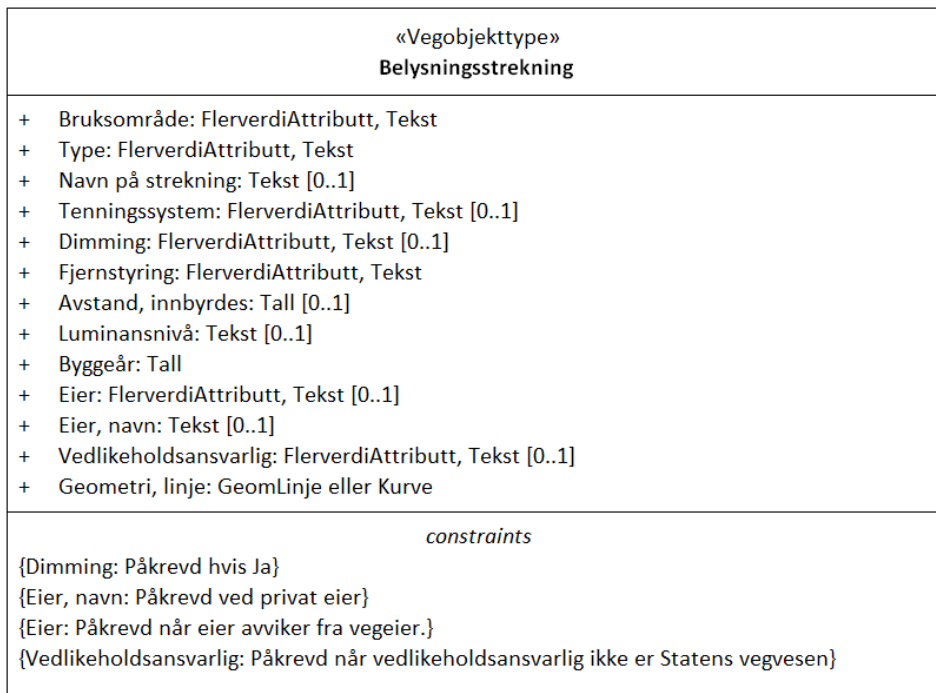 «Vegobjekttype»
Belysningsstrekning
+ Bruksområde: FlerverdiAttributt, Tekst
+ Type: FlerverdiAttributt, Tekst
+ Navn på strekning: Tekst [0..1]
+ Tenningssystem: FlerverdiAttributt, Tekst [0..1]
+ Dimming: FlerverdiAttributt, Tekst [0..1]
+ Fjernstyring: FlerverdiAttributt, Tekst
+ Avstand, innbyrdes: Tall [0..1]
+ Luminansnivå: Tekst [0..1]
+ Byggeår: Tall
+ Eier: FlerverdiAttributt, Tekst [0..1]
+ Eier, navn: Tekst [0..1]
+ Vedlikeholdsansvarlig: FlerverdiAttributt, Tekst [0..1]
+ Geometri, linje: GeomLinje eller Kurve
constraints
{Dimming: Påkrevd hvis Ja}
{Eier, navn: Påkrevd ved privat eier}
{Eier: Påkrevd når eier avviker fra vegeier.}
{Vedlikeholdsansvarlig: Påkrevd når vedlikeholdsansvarlig ikke er Statens vegvesen}